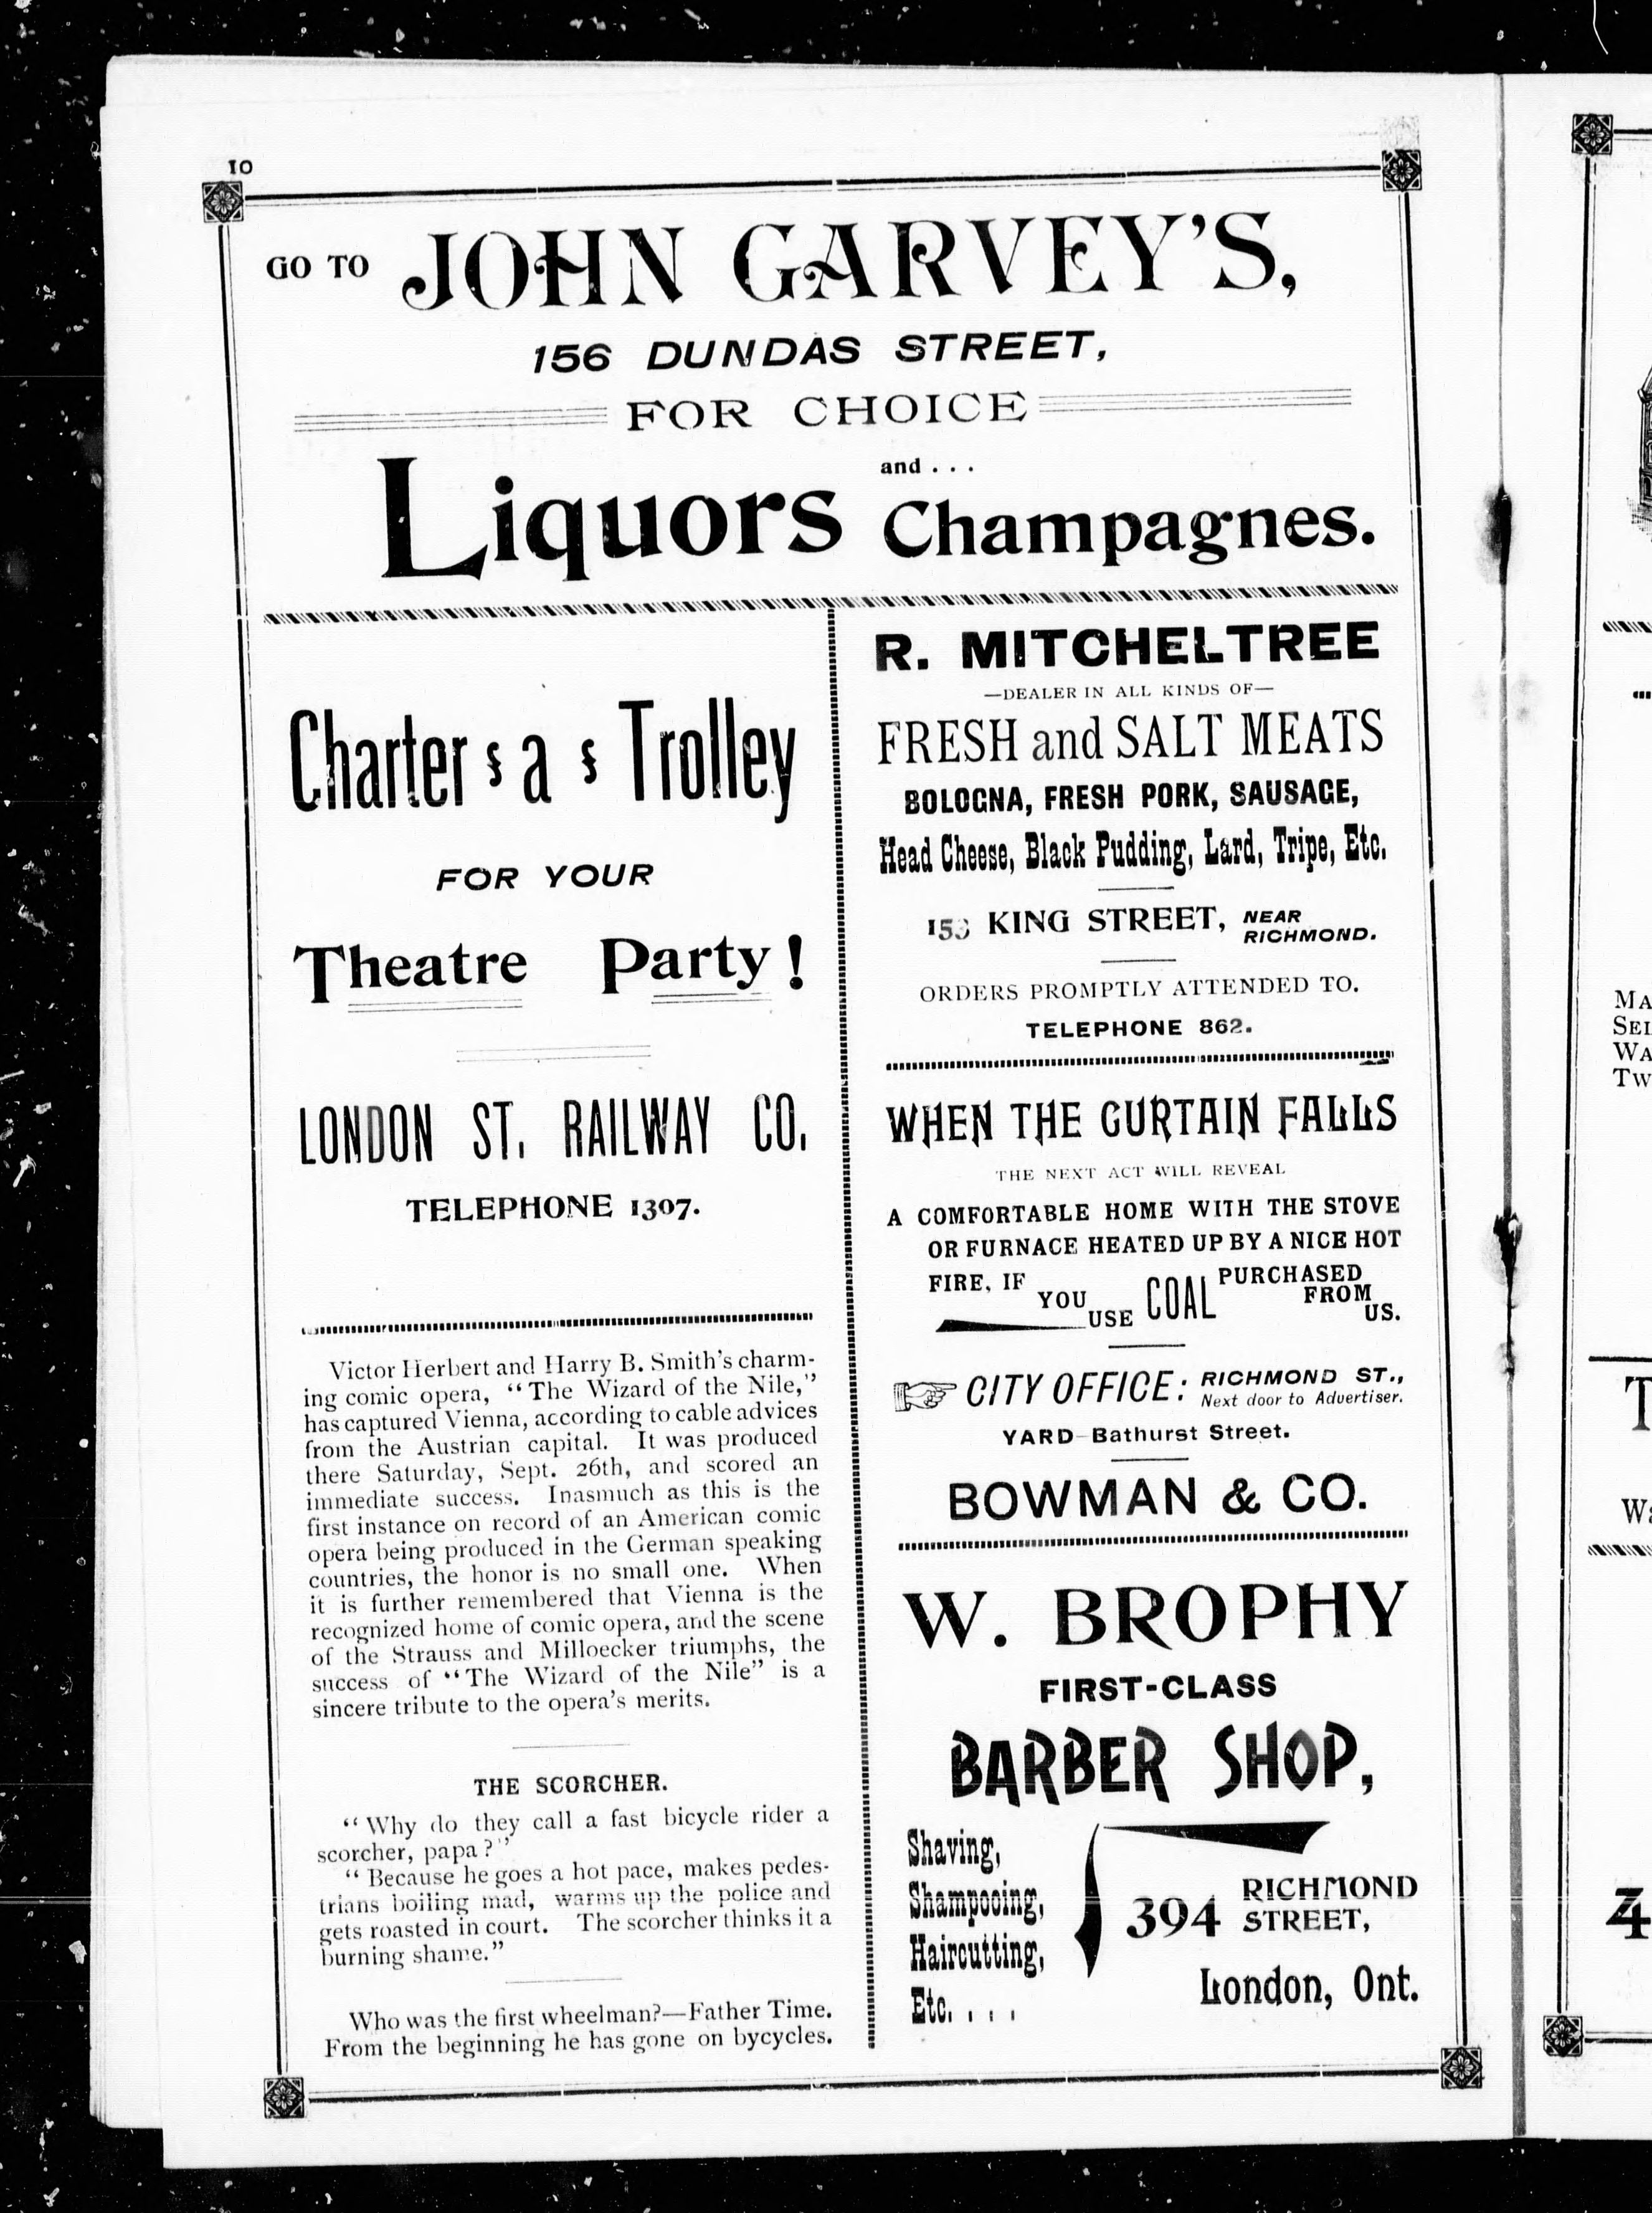 10
GO TO JOHN GARVEY'S,
156 DUNDAS STREET,
FOR CHOICE
Liquors and . . . Champagnes.
Charter a Trolley
FOR YOUR
Theatre Party!
LONDON ST. RAILWAY CO.
TELEPHONE 1307.
Victor Herbert and Harry B. Smith's charm-
ing comic opera, "The Wizard of the Nile,"
has captured Vienna, according to cable advices
from the Austrian capital. It was produced
there Saturday, Sept. 26th, and scored an
immediate success. Inasmuch as this is the
first instance on record of an American comic
opera being produced in the German speaking
countries, the honor is no small one. When
it is further remembered that Vienna is the
recognized home of comic opera, and the scene
of the Strauss and Milloecker triumphs, the
success of "The Wizard of the Nile" is a
sincere tribute to the opera's merits.
THE SCORCHER.
"Why do they call a fast bicycle rider a
scorcher, papa?"
"Because he goes a hot pace, makes pedes-
trians boiling mad, warms up the police and
gets roasted in court. The scorcher thinks it a
burning shame."
Who was the first wheelman?—Father Time.
From the beginning he has gone on bycycles.
R. MITCHELTREE
—DEALER IN ALL KINDS OF—
FRESH and SALT MEATS
BOLOGNA, FRESH PORK, SAUSAGE,
Head Cheese, Black Pudding, Lard, Tripe, Etc.
KING STREET, NEAR RICHMOND.
ORDERS PROMPTLY ATTENDED TO.
TELEPHONE 862.
WHEN THE CURTAIN FALLS
THE NEXT ACT WILL REVEAL
A COMFORTABLE HOME WITH THE STOVE
OR FURNACE HEATED UP BY A NICE HOT
FIRE, IF YOU USE COAL PURCHASED FROM US.
CITY OFFICE: RICHMOND ST.,
Next door to Advertiser.
YARD-Bathurst Street.
BOWMAN & CO.
W. BROPHY
FIRST-CLASS
BARBER SHOP,
Shaving,
Shampooing,
Haircutting,
Etc. . . .
394 RICHMOND STREET,
London, Ont.
MA
SEI
WA
TW
T
W
4